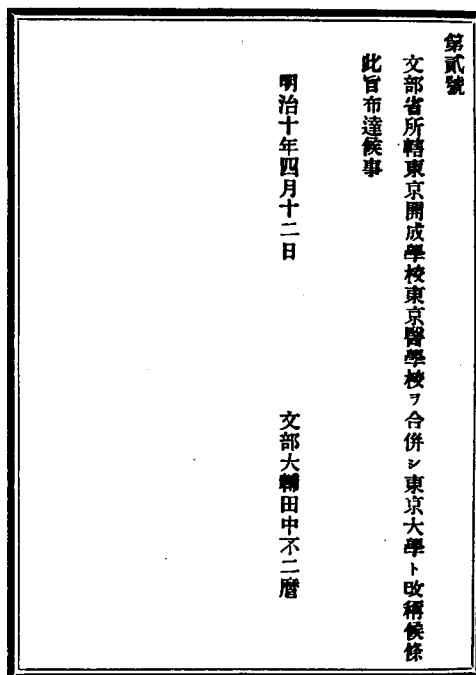 第貳號
文部省所轄東京開成學校東京醫學校ヲ合併シ東京大學ト改稱候條
此旨布達候事
明治十年四月十二日
文部大輔田中不二麿